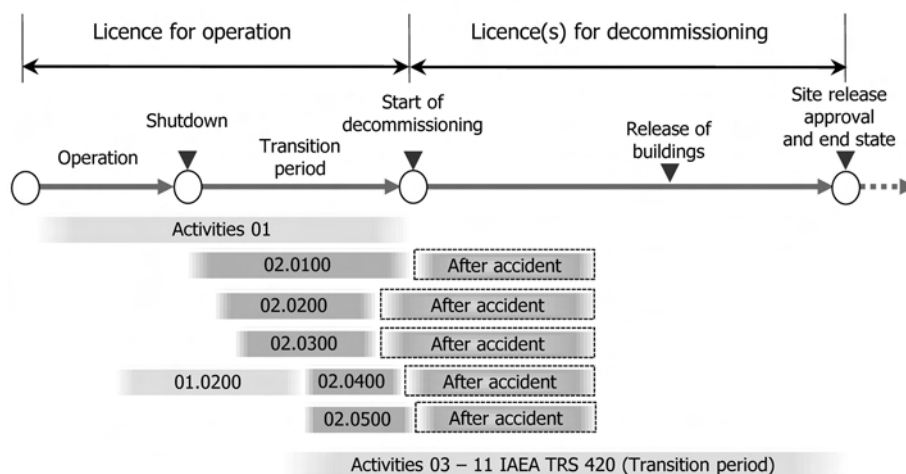 Licence for operation
Licence(s) for decommissioning
Shutdown
Start of
decommissioning
Site release
approval
and end state
Operation
Transition
period
Release of
buildings
Activities 01
02.0100
After accident
02.0200
After accident
02.0300
After accident
01.0200
02.0400
After accident
02.0500
After accident
Activities 03 – 11 IAEA TRS 420 (Transition period)